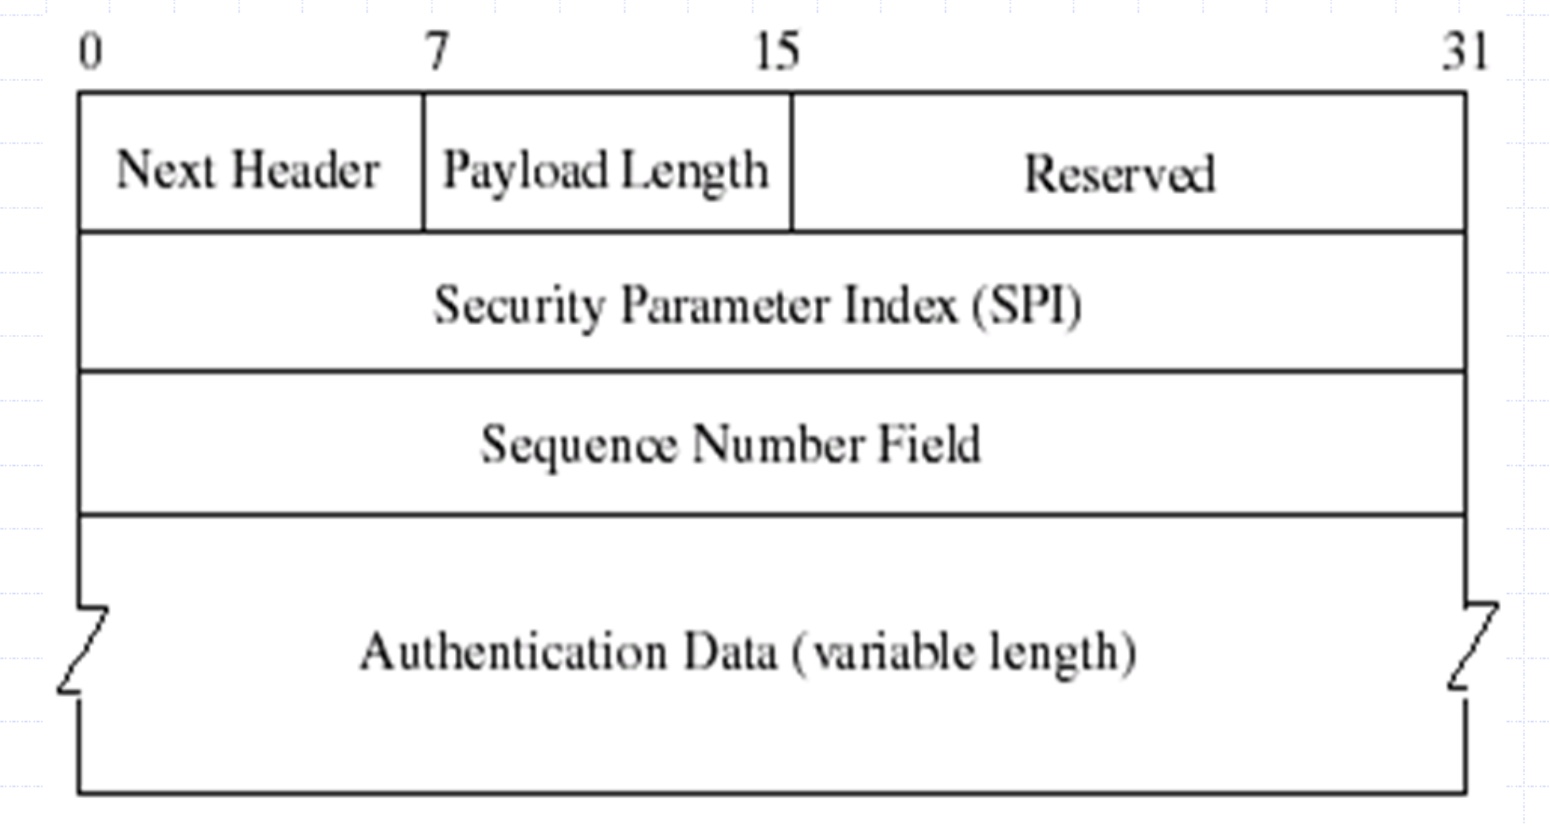 0 7 15 31
Next Header Payload Length Reserved
Security Parameter Index (SPI)
Sequence Number Field
Authentication Data (variable length)